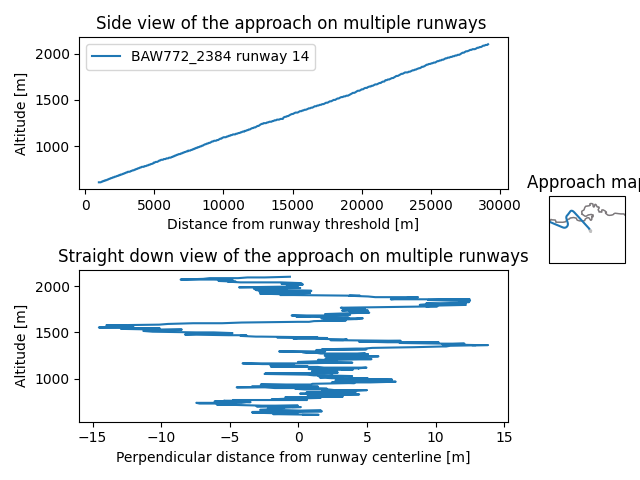 Side view of the approach on multiple runways
BAW772_2384 runway 14
Altitude [m]
2000
1500
1000
0 5000 10000 15000 20000 25000 30000
Distance from runway threshold [m]
Approach map
Straight down view of the approach on multiple runways
Altitude [m]
2000
1500
1000
−15 −10 −5 0 5 10 15
Perpendicular distance from runway centerline [m]